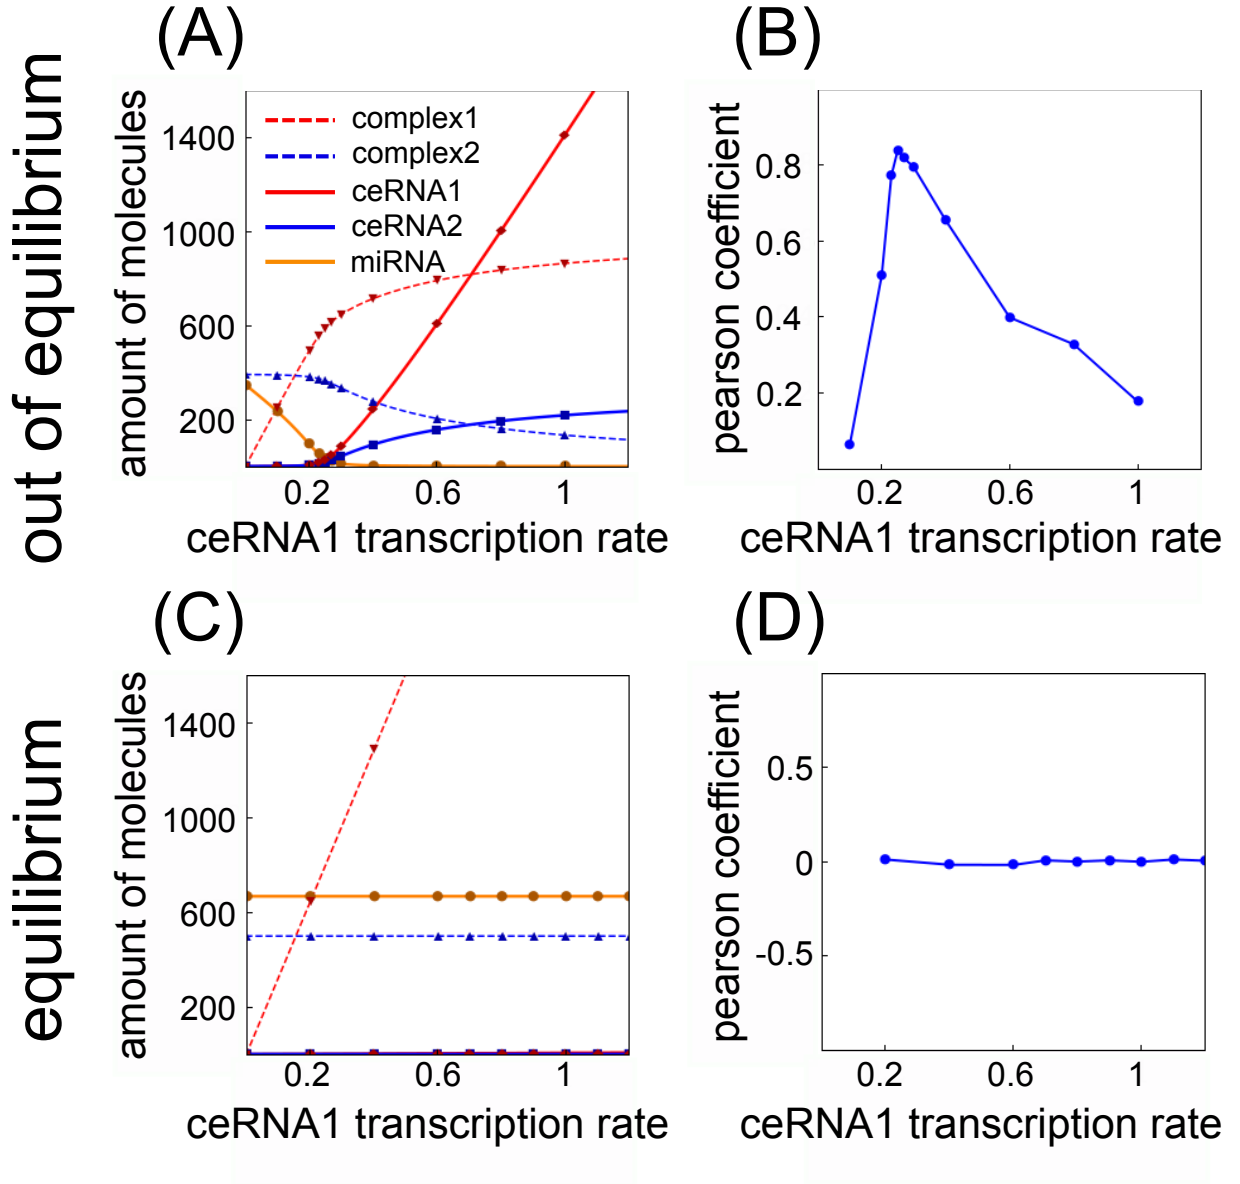 out of equilibrium
(A)
amount of molecules
1400
1000
600
200
complex1
complex2
ceRNA1
ceRNA2
miRNA
0.2 0.6 1
ceRNA1 transcription rate
(B)
pearson coefficient
0.8
0.6
0.4
0.2
0.2 0.6 1
ceRNA1 transcription rate
equilibrium
(C)
amount of molecules
1400
1000
600
200
0.2 0.6 1
ceRNA1 transcription rate
(D)
pearson coefficient
0.5
0
-0.5
0.2 0.6 1
ceRNA1 transcription rate